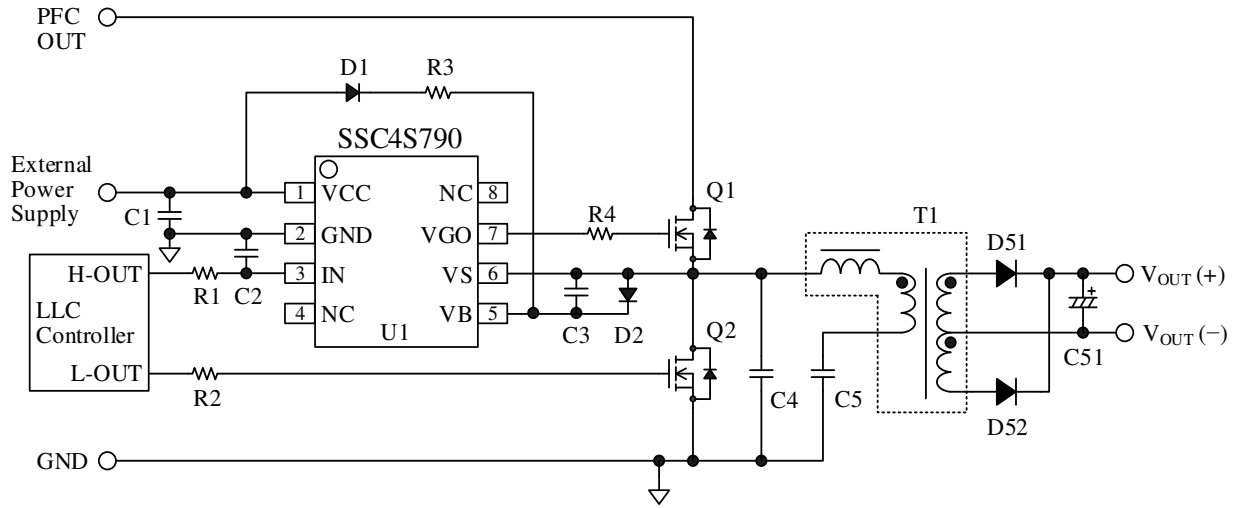 PFC
OUT
D1
R3
SSC4S790
External
Power
Supply
C1
1
VCC
NC
8
2
GND
VGO
7
R4
Q1
T1
D51
H-OUT
R1
C2
3
IN
VS
6
VOUT (+)
LLC
Controller
4
NC
VB
5
U1
C3
D2
Q2
C51
VOUT (−)
L-OUT
R2
C4
C5
D52
GND
+